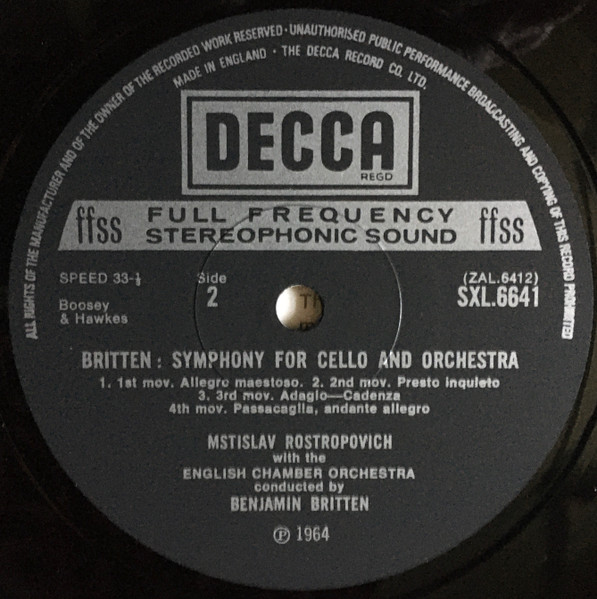 ALL RIGHTS OF THE MANUFACTURER AND OF THE OWNER OF THE RECORDED WORK RESERVED · UNAUTHORISED PUBLIC PERFORMANCE BROADCASTING AND COPYING OF THIS RECORD PROHIBITED
MADE IN ENGLAND · THE DECCA RECORD CO. LTD.
DECCA
REGD
ffss FULL FREQUENCY STEREOPHONIC SOUND ffss
SPEED 33-⅓ Side 2 (ZAL.6412)
SXL.6641
Boosey
& Hawkes
BRITTEN : SYMPHONY FOR CELLO AND ORCHESTRA
1. 1st mov. Allegro maestoso. 2. 2nd mov. Presto inquieto
3. 3rd mov. Adagio—Cadenza
4th mov. Passacaglia, andante allegro
MSTISLAV ROSTROPOVICH
with the
ENGLISH CHAMBER ORCHESTRA
conducted by
BENJAMIN BRITTEN
℗ 1964